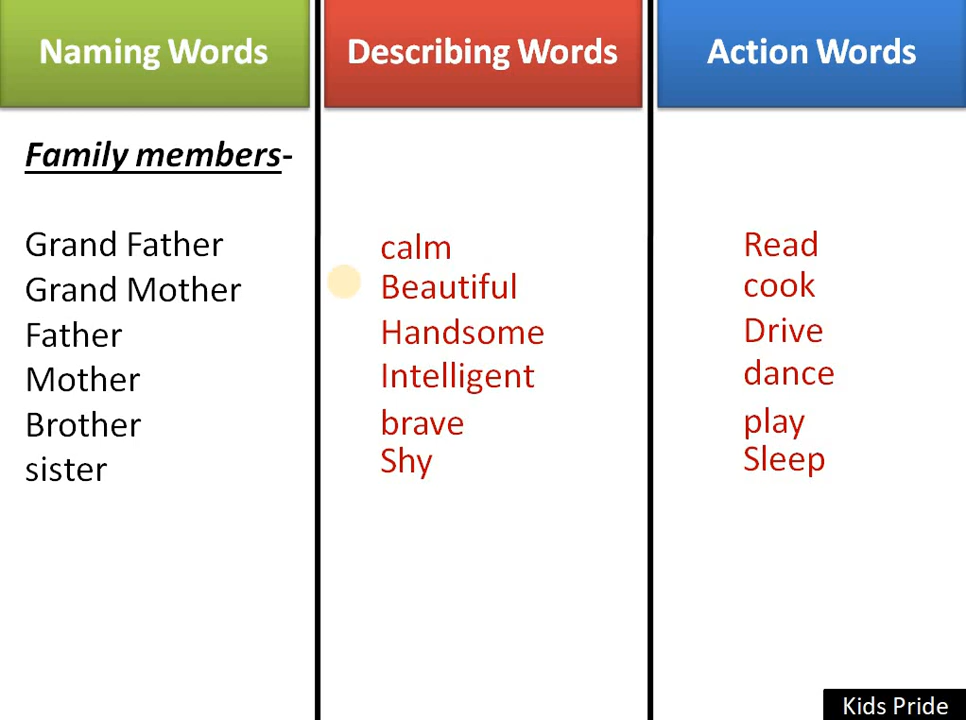 Naming Words
Describing Words
Action Words
Family members-
Grand Father
Grand Mother
Father
Mother
Brother
sister
calm
Beautiful
Handsome
Intelligent
brave
Shy
Read
cook
Drive
dance
play
Sleep
Kids Pride